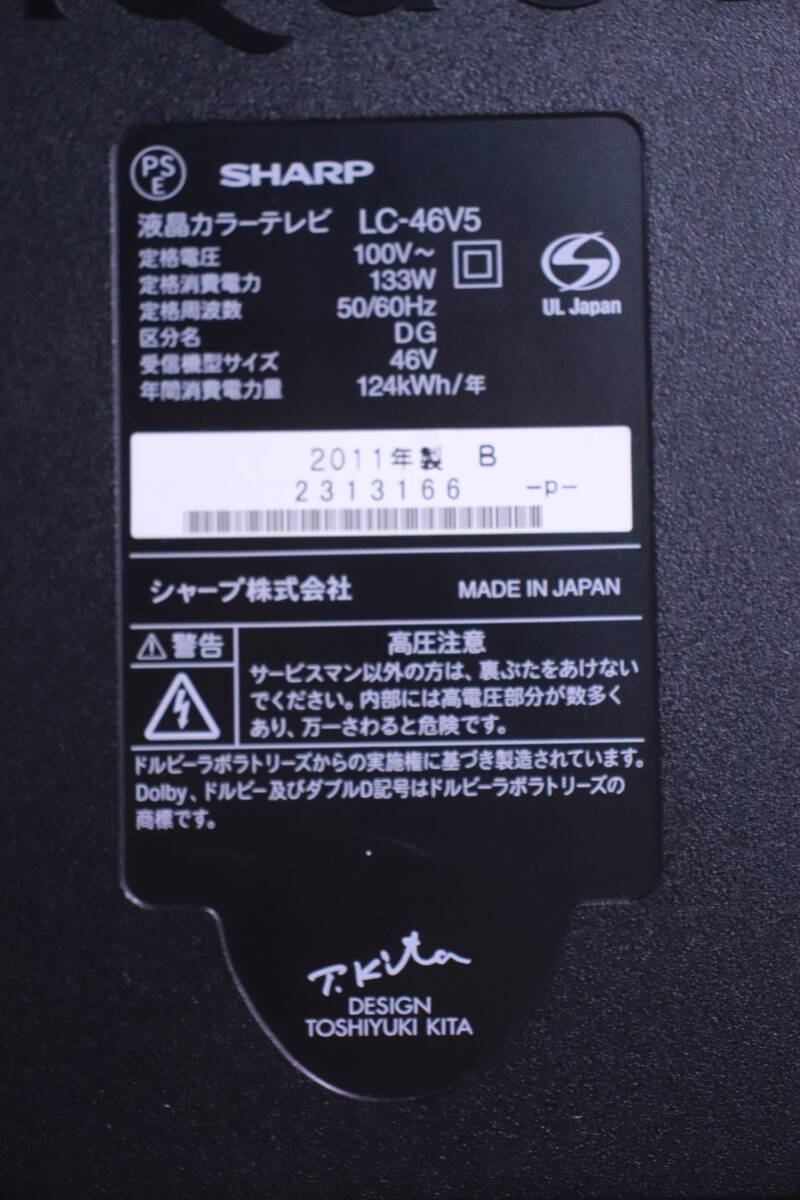 PSE SHARP
液晶カラーテレビ LC-46V5
定格電圧 100V～
定格消費電力 133W
定格周波数 50/60Hz
区分名 DG
受信機型サイズ 46V
年間消費電力量 124kWh/年
UL Japan
2011年製 B
2313166 -p-
シャープ株式会社 MADE IN JAPAN
警告
高圧注意
サービスマン以外の方は、裏ぶたをあけない
でください。内部には高電圧部分が数多く
あり、万一さわると危険です。
ドルビーラボラトリーズからの実施権に基づき製造されています。
Dolby、ドルビー及びダブルD記号はドルビーラボラトリーズの
商標です。
T.Kita
DESIGN
TOSHIYUKI KITA